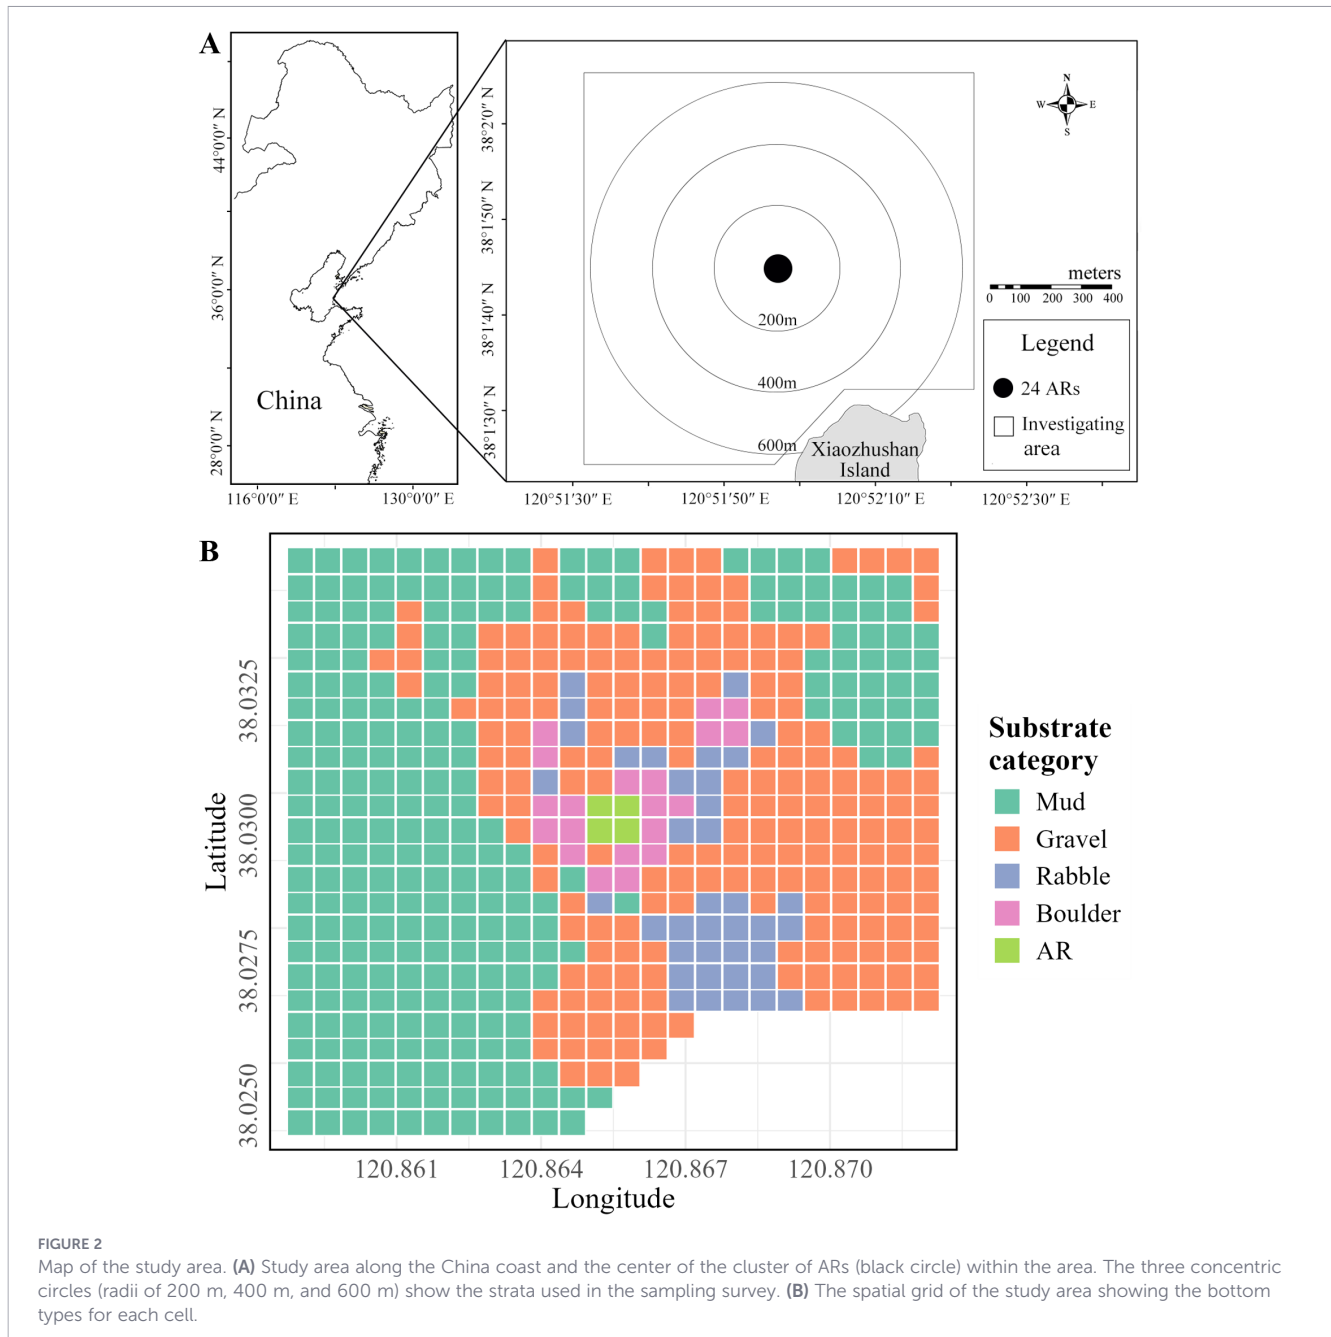 A
44°0′0″ N
36°0′0″ N
28°0′0″ N
China
116°0′0″ E
130°0′0″ E
38°2′0″ N
38°1′50″ N
38°1′40″ N
38°1′30″ N
200m
400m
600m
Xiaozhushan
Island
N
W
E
S
meters
0 100 200 300 400
Legend
24 ARs
Investigating
area
120°51′30″ E
120°51′50″ E
120°52′10″ E
120°52′30″ E
B
Latitude
38.0325
38.0300
38.0275
38.0250
120.861
120.864
120.867
120.870
Longitude
Substrate
category
Mud
Gravel
Rabble
Boulder
AR
FIGURE 2
Map of the study area. (A) Study area along the China coast and the center of the cluster of ARs (black circle) within the area. The three concentric
circles (radii of 200 m, 400 m, and 600 m) show the strata used in the sampling survey. (B) The spatial grid of the study area showing the bottom
types for each cell.